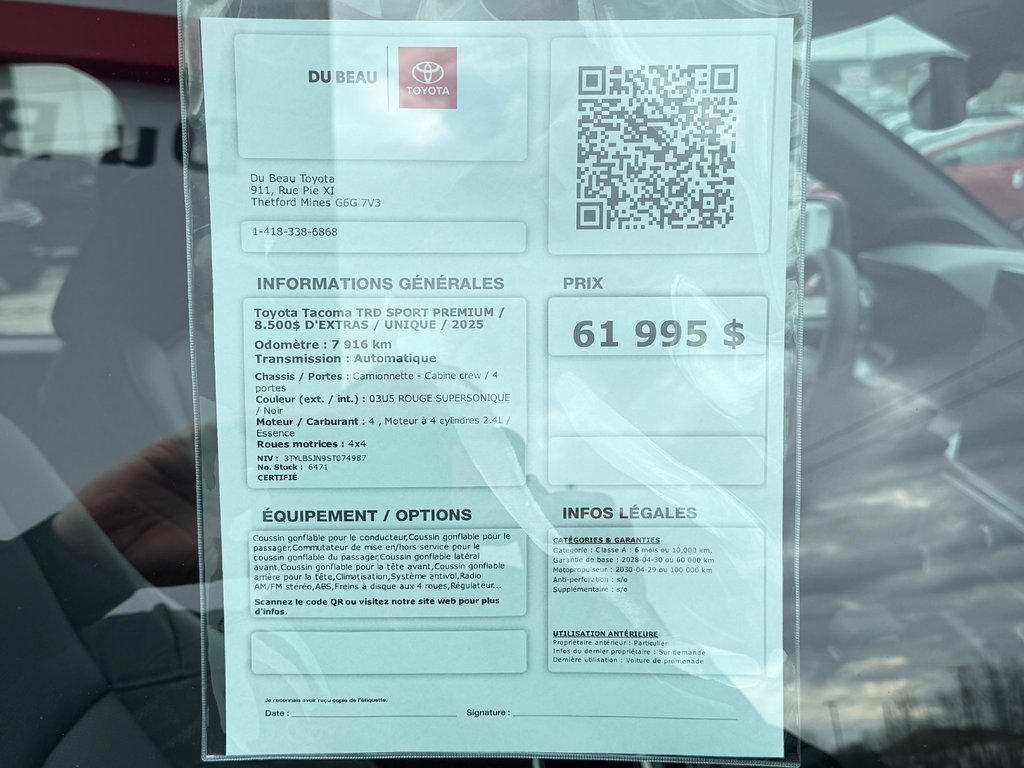 DU BEAU
TOYOTA
Du Beau Toyota
911, Rue Pie XI
Thetford Mines G6G 7V3
1-418-338-6868
INFORMATIONS GÉNÉRALES
Toyota Tacoma TRD SPORT PREMIUM /
8.500$ D'EXTRAS / UNIQUE / 2025
Odomètre : 7 916 km
Transmission : Automatique
Chassis / Portes : Camionnette - Cabine crew / 4
portes
Couleur (ext. / int.) : 03U5 ROUGE SUPERSONIQUE
/ Noir
Moteur / Carburant : 4 , Moteur à 4 cylindres 2.4L /
Essence
Roues motrices : 4x4
NIV : 3TYLB5JN9ST074987
No. Stock : 6471
CERTIFIÉ
PRIX
61 995 $
ÉQUIPEMENT / OPTIONS
Coussin gonflable pour le conducteur,Coussin gonflable pour le
passager,Commutateur de mise en/hors service pour le
coussin gonflable du passager,Coussin gonflable latéral
avant,Coussin gonflable pour la tête avant,Coussin gonflable
arrière pour la tête,Climatisation,Système antivol,Radio
AM/FM stéréo,ABS,Freins à disque aux 4 roues,Régulateur...
Scannez le code QR ou visitez notre site web pour plus
d'infos.
INFOS LÉGALES
CATÉGORIES & GARANTIES
Catégorie : Classe A : 6 mois ou 10,000 km.
Garantie de base : 2028-04-30 ou 60 000 km
Motopropulseur : 2030-04-29 ou 100 000 km
Anti-perforation : s/o
Supplémentaire : s/o
UTILISATION ANTÉRIEURE
Propriétaire antérieur : Particulier
Infos du dernier propriétaire : Sur demande
Dernière utilisation : Voiture de promenade
Je reconnais avoir reçu copie de l'étiquette.
Date : Signature :